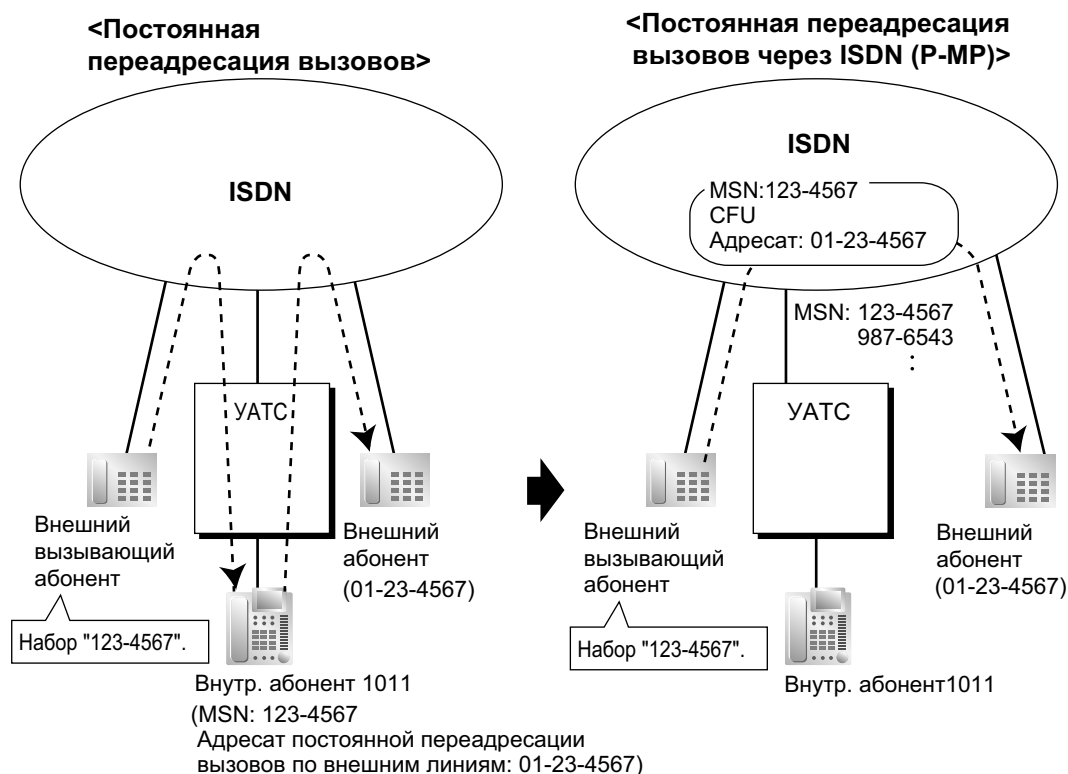 <Постоянная
переадресация вызовов>
ISDN
УАТС
Внешний
вызывающий
абонент
Набор "123-4567".
Внешний
абонент
(01-23-4567)
Внутр. абонент 1011
(MSN: 123-4567
Адресат постоянной переадресации
вызовов по внешним линиям: 01-23-4567)
<Постоянная переадресация
вызовов через ISDN (P-MP)>
ISDN
MSN:123-4567
CFU
Адресат: 01-23-4567
MSN: 123-4567
987-6543
:
УАТС
Внешний
вызывающий
абонент
Набор "123-4567".
Внешний
абонент
(01-23-4567)
Внутр. абонент1011